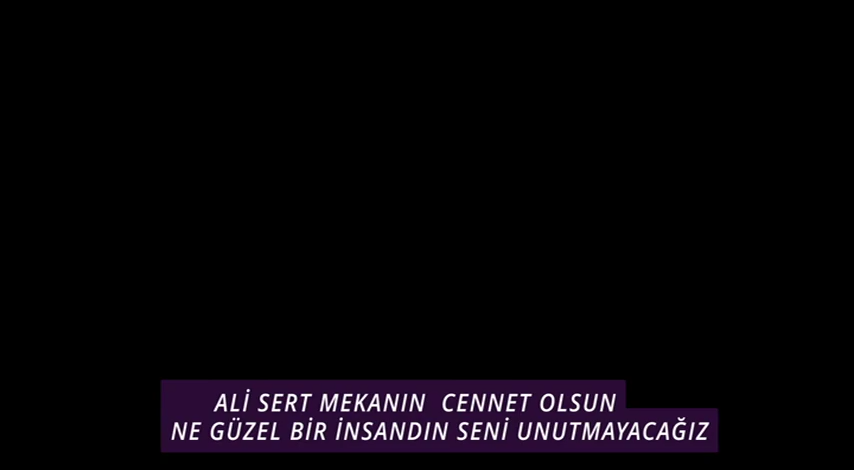 ALİ SERT MEKANIN  CENNET OLSUN
NE GÜZEL BİR İNSANDIN SENİ UNUTMAYACAĞIZ